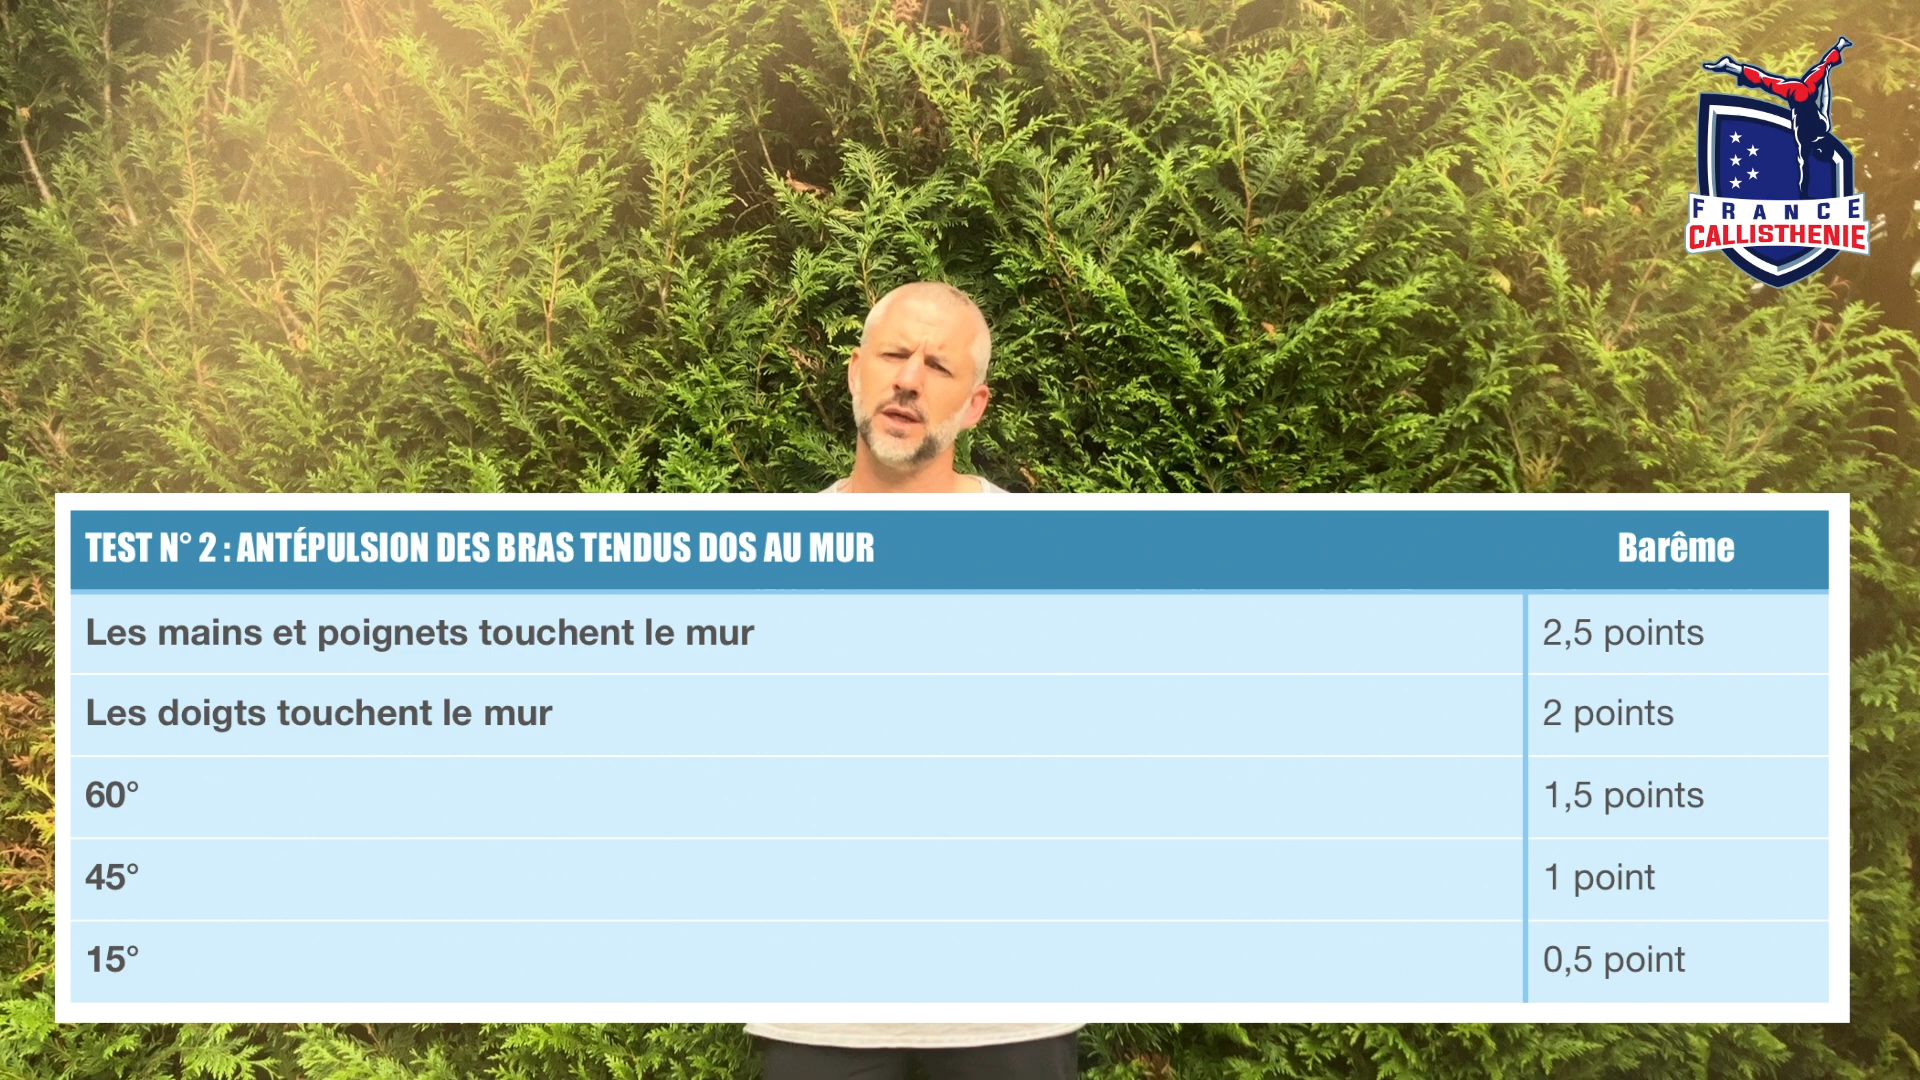 FRANCE
CALLISTHENIE
TEST N° 2 : ANTÉPULSION DES BRAS TENDUS DOS AU MUR Barême
Les mains et poignets touchent le mur 2,5 points
Les doigts touchent le mur 2 points
60° 1,5 points
45° 1 point
15° 0,5 point